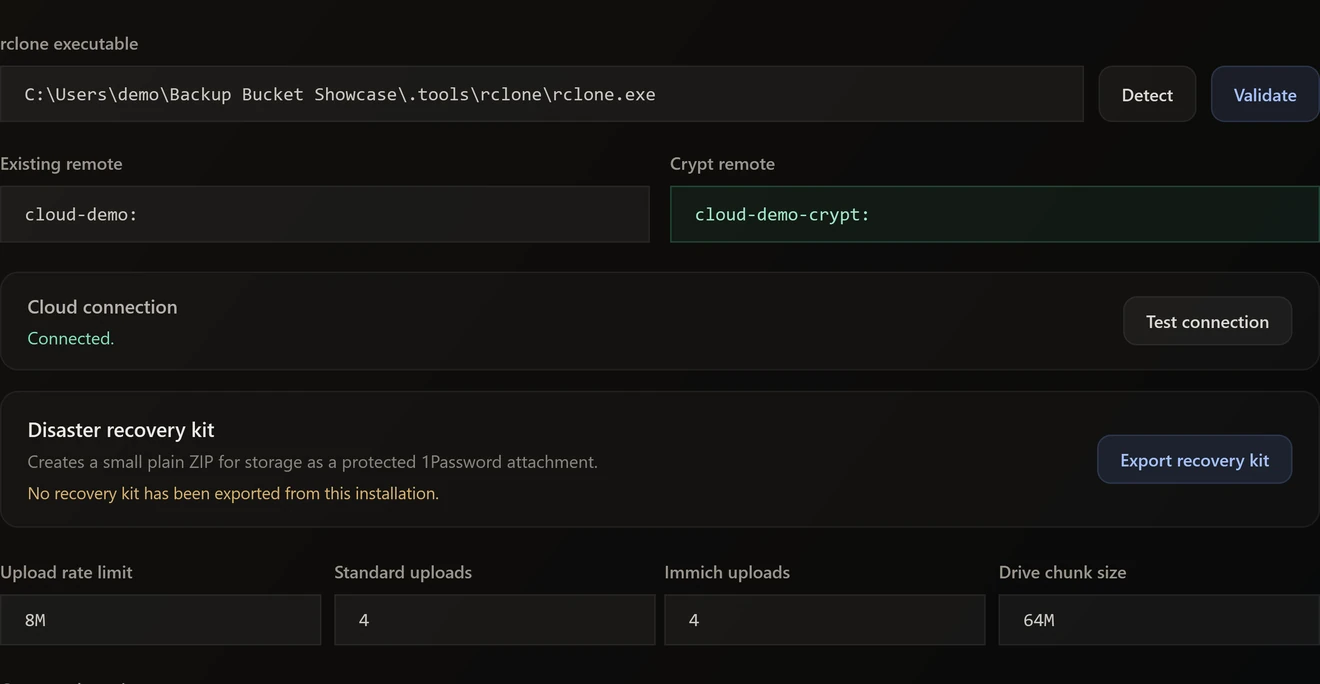 rclone executable
C:\Users\demo\Backup Bucket Showcase\.tools\rclone\rclone.exe
Detect
Validate
Existing remote
Crypt remote
cloud-demo:
cloud-demo-crypt:
Cloud connection
Connected.
Test connection
Disaster recovery kit
Creates a small plain ZIP for storage as a protected 1Password attachment.
No recovery kit has been exported from this installation.
Export recovery kit
Upload rate limit
Standard uploads
Immich uploads
Drive chunk size
8M
4
4
64M